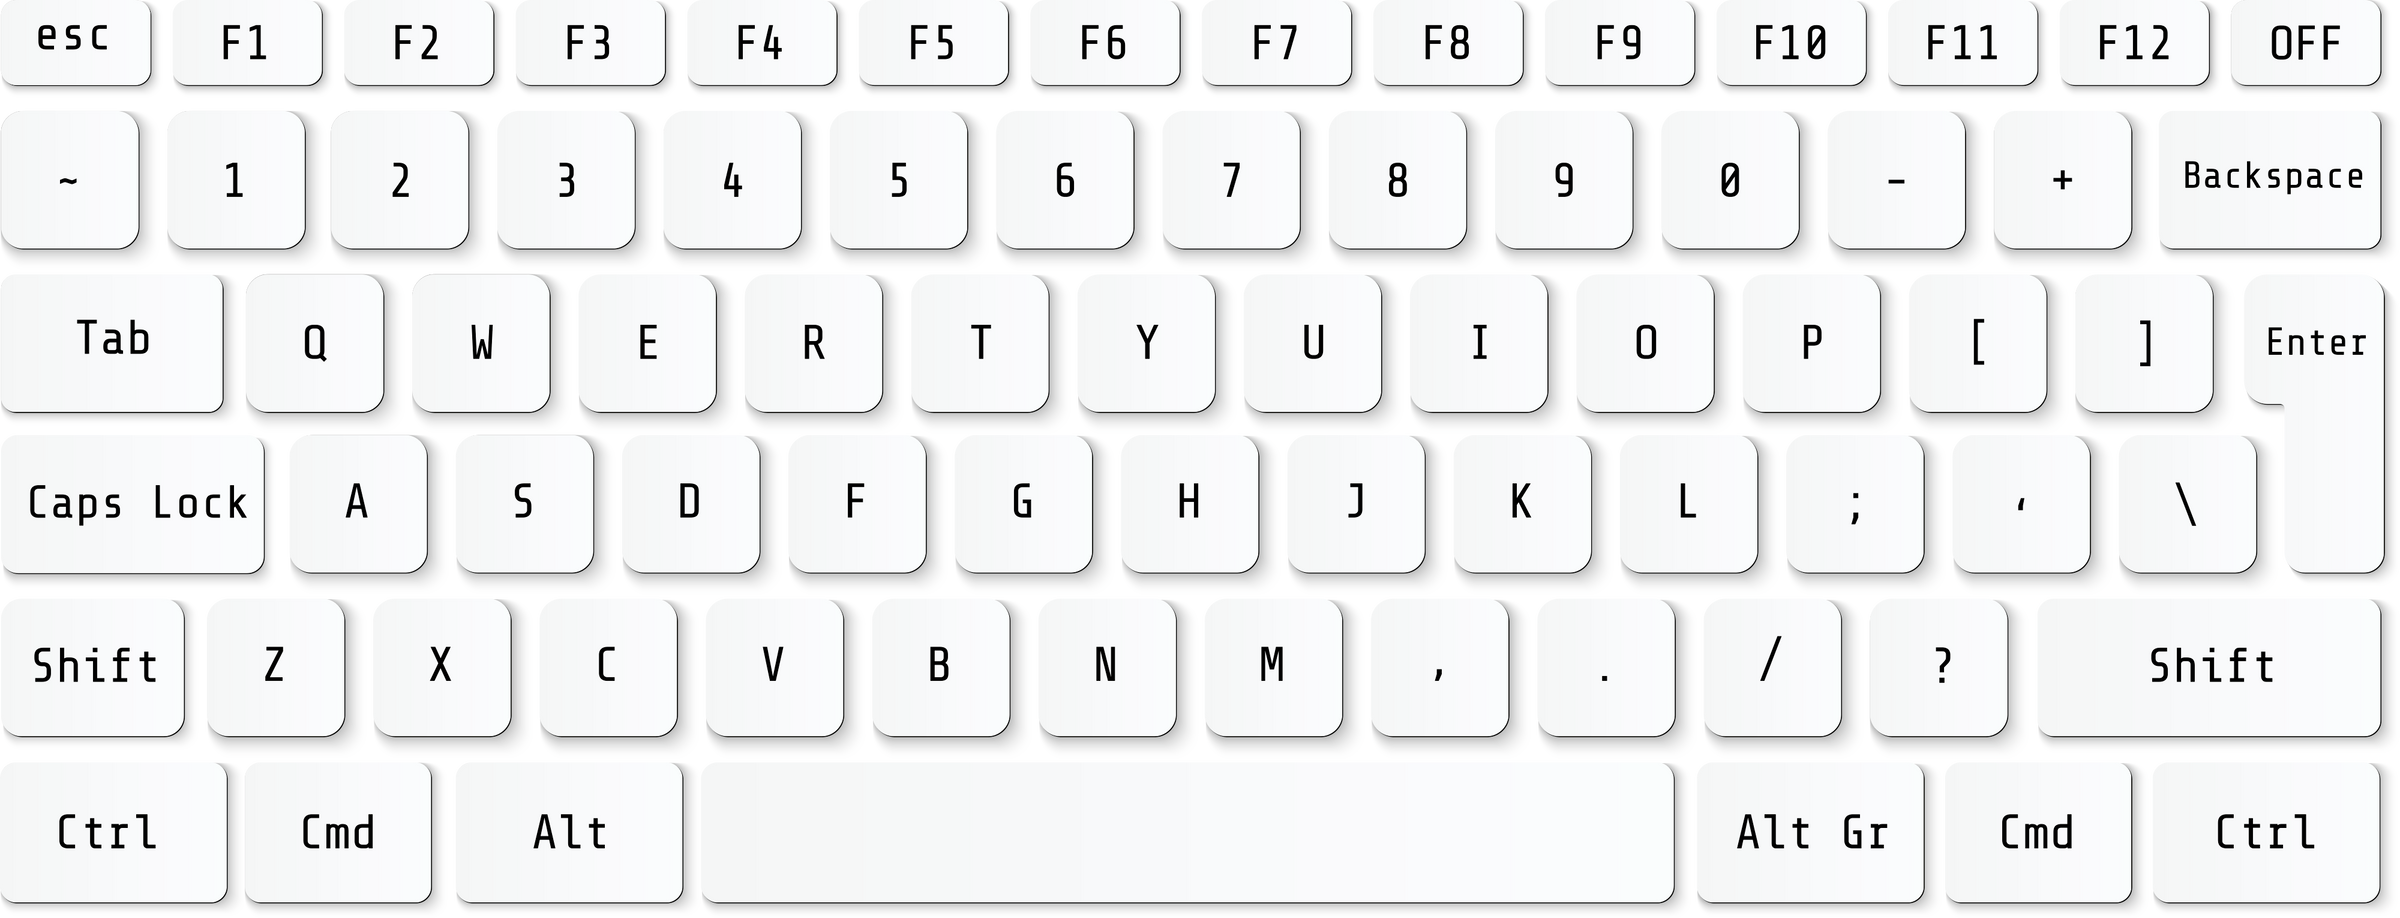 esc F1 F2 F3 F4 F5 F6 F7 F8 F9 F10 F11 F12 OFF
~ 1 2 3 4 5 6 7 8 9 0 - + Backspace
Tab Q W E R T Y U I O P [ ] Enter
Caps Lock A S D F G H J K L ; ‘ \
Shift Z X C V B N M , . / ? Shift
Ctrl Cmd Alt Alt Gr Cmd Ctrl